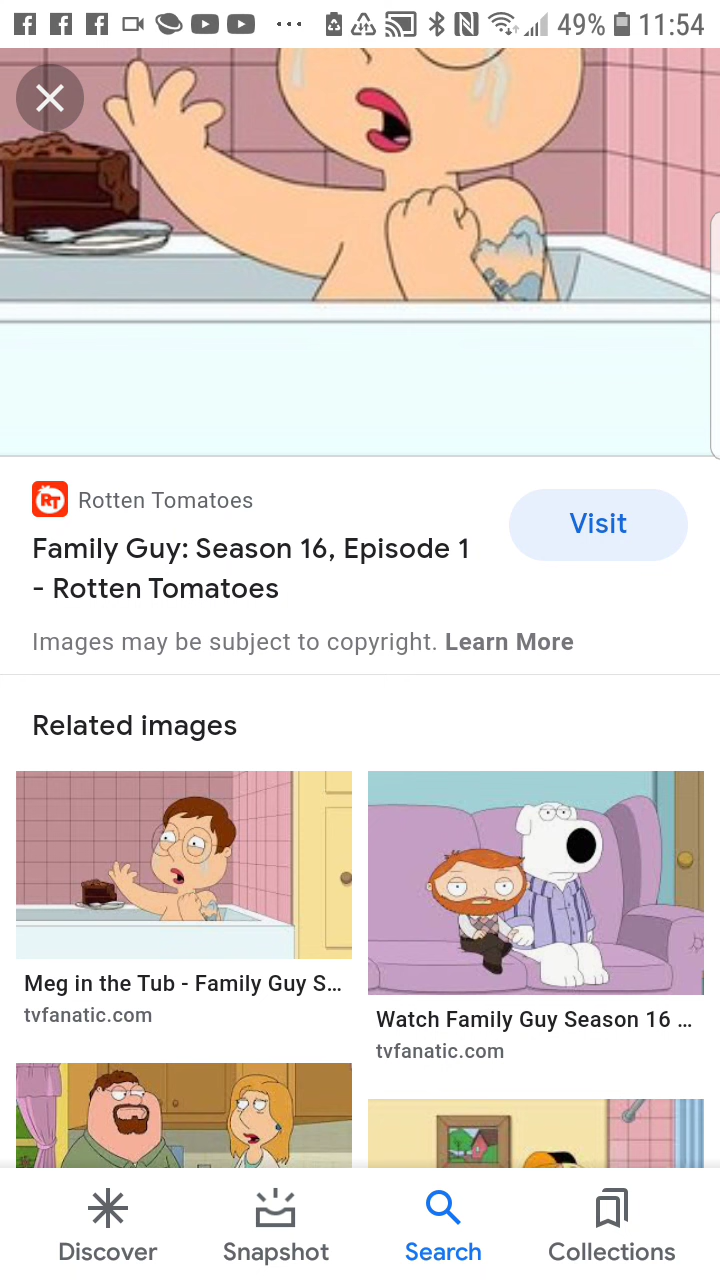 49% 11:54
RT Rotten Tomatoes
Visit
Family Guy: Season 16, Episode 1
- Rotten Tomatoes
Images may be subject to copyright. Learn More
Related images
Meg in the Tub - Family Guy S...
tvfanatic.com
Watch Family Guy Season 16 ...
tvfanatic.com
Discover Snapshot Search Collections